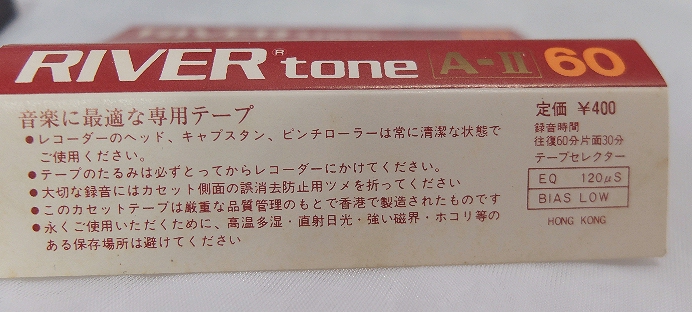 RIVER® tone A-II 60
音楽に最適な専用テープ
●レコーダーのヘッド、キャプスタン、ピンチローラーは常に清潔な状態で
ご使用ください。
●テープのたるみは必ずとってからレコーダーにかけてください。
●大切な録音にはカセット側面の誤消去防止用ツメを折ってください
●このカセットテープは厳重な品質管理のもとで香港で製造されたものです
●永くご使用いただくために、高温多湿・直射日光・強い磁界・ホコリ等の
ある保存場所は避けてください
定価 ¥400
録音時間
往復60分片面30分
テープセレクター
EQ 120μS
BIAS LOW
HONG KONG